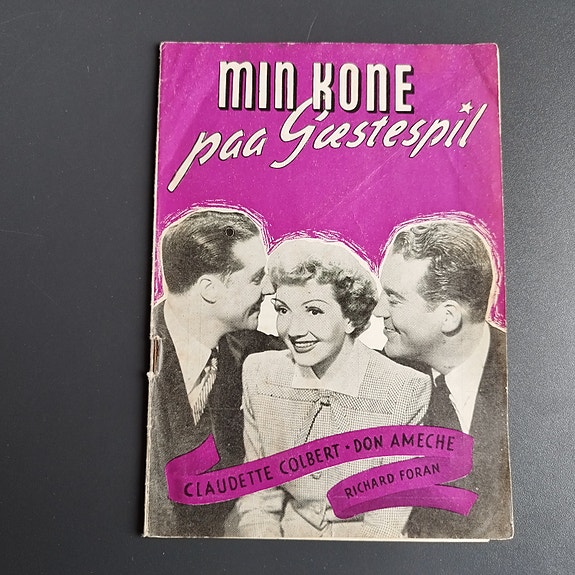 MIN KONE
paa Gæstespil
CLAUDETTE COLBERT · DON AMECHE
RICHARD FORAN